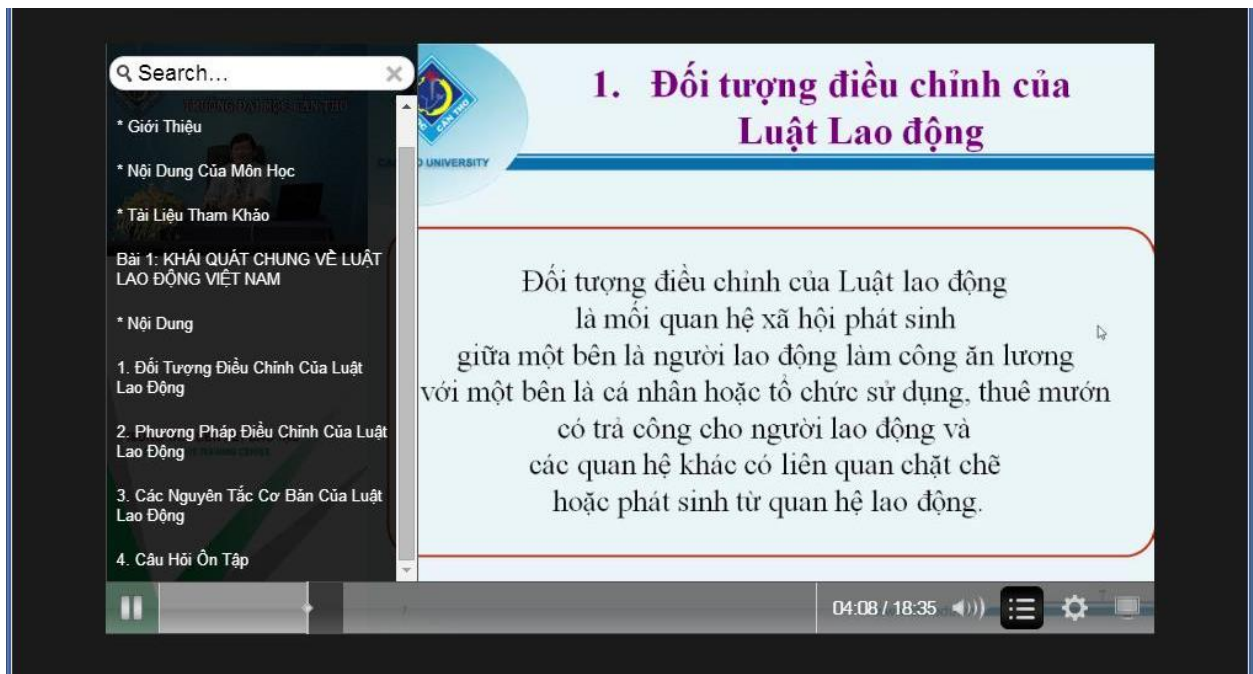 Search...
TRƯỜNG ĐẠI HỌC CẦN THƠ
* Giới Thiệu
* Nội Dung Của Môn Học
* Tài Liệu Tham Khảo
Bài 1: KHÁI QUÁT CHUNG VỀ LUẬT
LAO ĐỘNG VIỆT NAM
* Nội Dung
1. Đối Tượng Điều Chỉnh Của Luật
Lao Động
2. Phương Pháp Điều Chỉnh Của Luật
Lao Động
3. Các Nguyên Tắc Cơ Bản Của Luật
Lao Động
4. Câu Hỏi Ôn Tập
UNIVERSITY
1. Đối tượng điều chỉnh của
Luật Lao động
Đối tượng điều chỉnh của Luật lao động
là mối quan hệ xã hội phát sinh
giữa một bên là người lao động làm công ăn lương
với một bên là cá nhân hoặc tổ chức sử dụng, thuê mướn
có trả công cho người lao động và
các quan hệ khác có liên quan chặt chẽ
hoặc phát sinh từ quan hệ lao động.
04:08 / 18:35